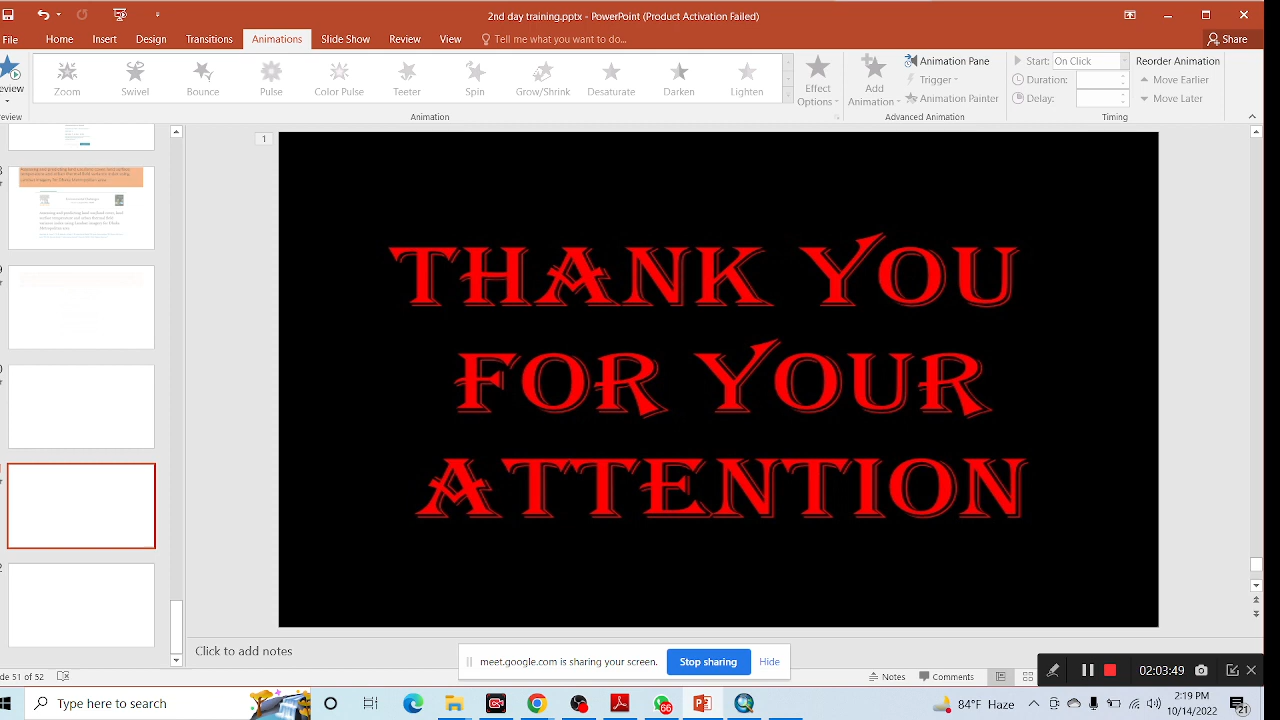 2nd day training.pptx - PowerPoint (Product Activation Failed)
File Home Insert Design Transitions Animations Slide Show Review View Tell me what you want to do... Share
Zoom Swivel Bounce Pulse Color Pulse Teeter Spin Grow/Shrink Desaturate Darken Lighten
Effect
Options
Add
Animation
Animation Pane
Trigger
Animation Painter
Start: On Click
Duration:
Delay:
Reorder Animation
Move Earlier
Move Later
Animation Advanced Animation Timing
1
THANK YOU
FOR YOUR
ATTENTION
Click to add notes
meet.google.com is sharing your screen. Stop sharing Hide
Notes Comments
02:03:49
Type here to search
66
84°F Haze
2:19 PM
10/14/2022